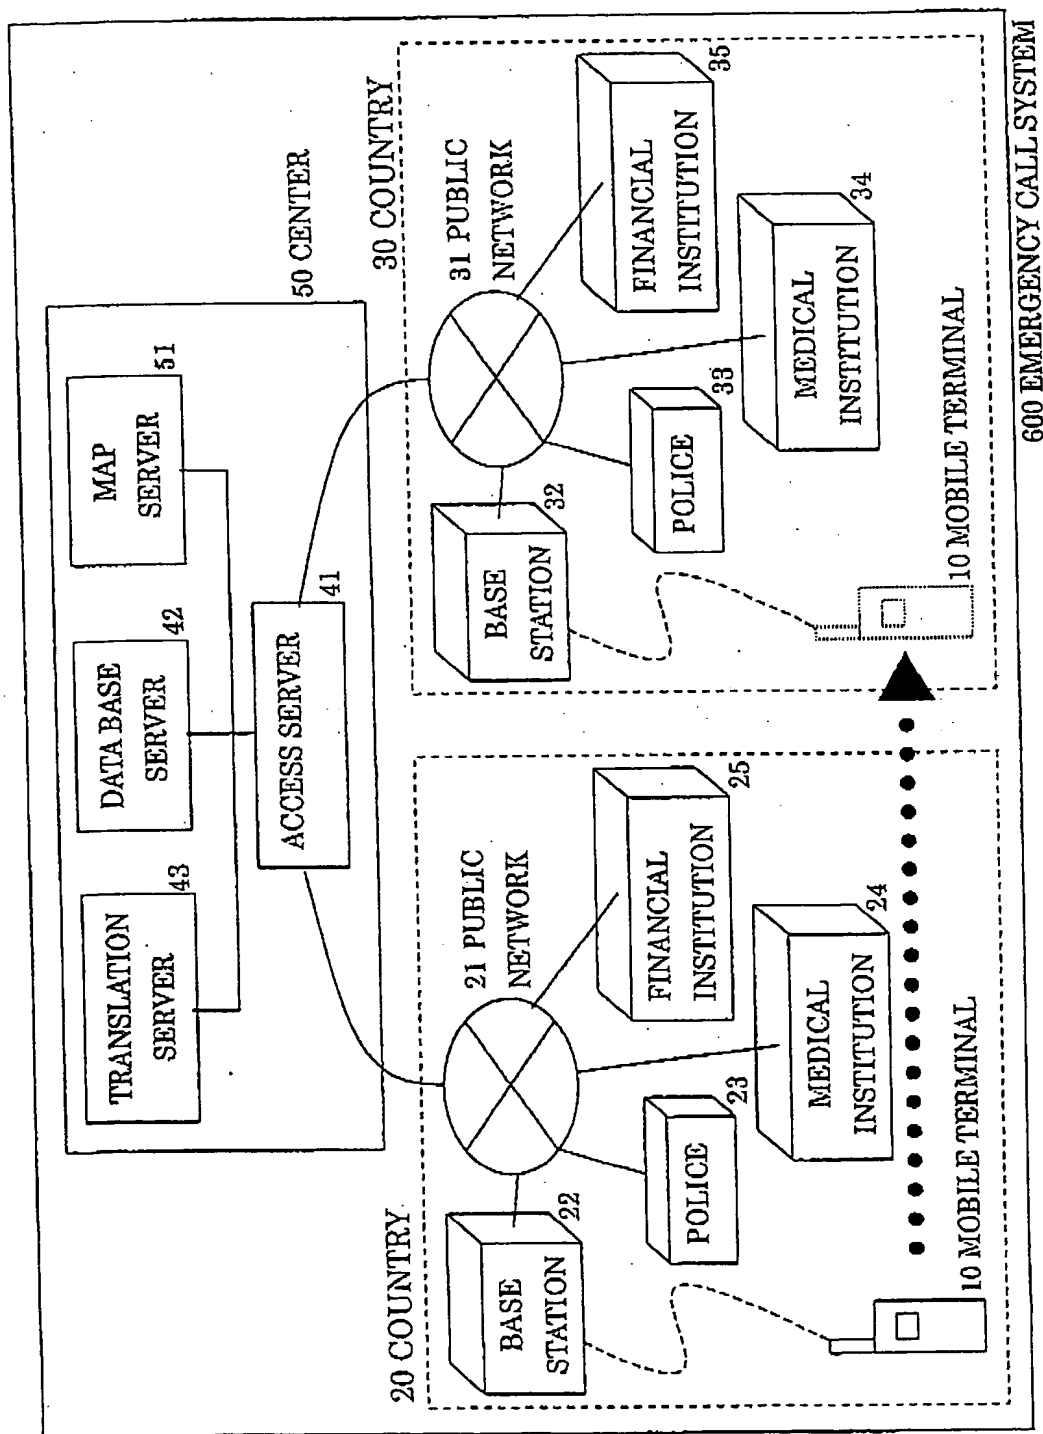 TRANSLATION
SERVER
43
DATA BASE
SERVER
42
MAP
SERVER
51
50 CENTER
ACCESS SERVER
41
20 COUNTRY
21 PUBLIC
NETWORK
BASE
STATION
22
POLICE
23
MEDICAL
INSTITUTION
24
FINANCIAL
INSTITUTION
25
10 MOBILE TERMINAL
30 COUNTRY
31 PUBLIC
NETWORK
BASE
STATION
32
POLICE
33
MEDICAL
INSTITUTION
34
FINANCIAL
INSTITUTION
35
10 MOBILE TERMINAL
600 EMERGENCY CALL SYSTEM